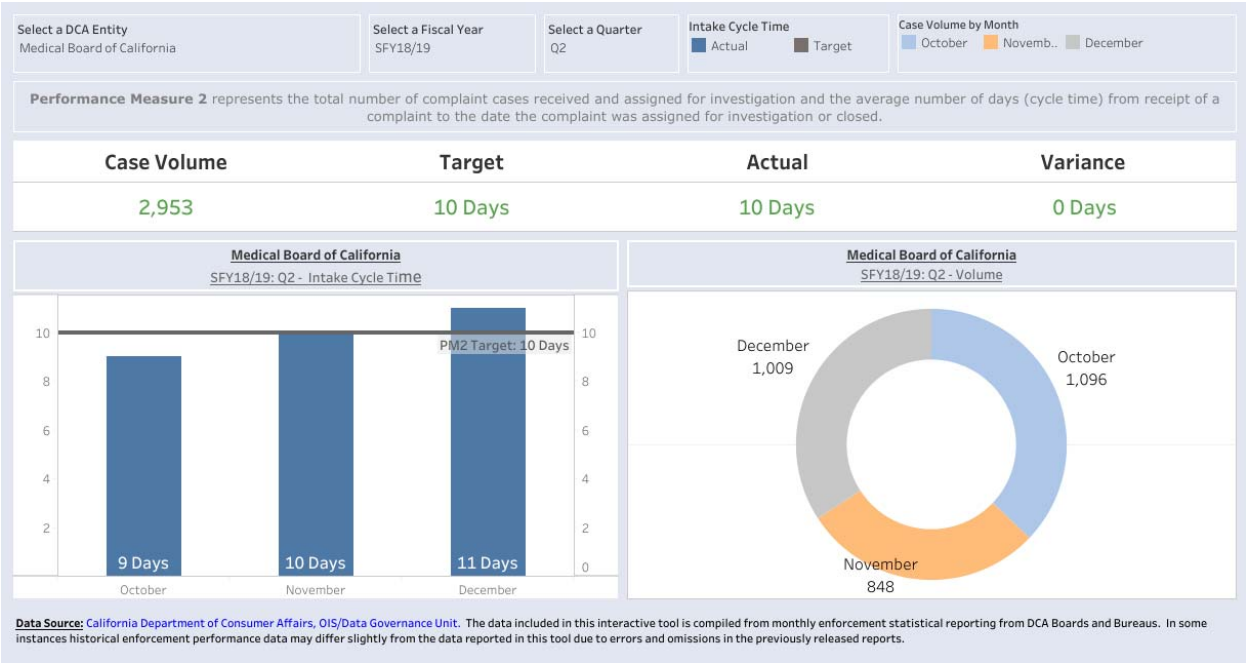 Select a DCA Entity
Medical Board of California
Select a Fiscal Year
SFY18/19
Select a Quarter
Q2
Intake Cycle Time
Actual
Target
Case Volume by Month
October
Novemb..
December
Performance Measure 2 represents the total number of complaint cases received and assigned for investigation and the average number of days (cycle time) from receipt of a
complaint to the date the complaint was assigned for investigation or closed.
Case Volume
Target
Actual
Variance
2,953
10 Days
10 Days
0 Days
Medical Board of California
SFY18/19: Q2 - Intake Cycle Time
10
8
6
4
2
PM2 Target: 10 Days
10
8
6
4
2
0
9 Days
10 Days
11 Days
October
November
December
Medical Board of California
SFY18/19: Q2 - Volume
December
1,009
October
1,096
November
848
Data Source: California Department of Consumer Affairs, OIS/Data Governance Unit. The data included in this interactive tool is compiled from monthly enforcement statistical reporting from DCA Boards and Bureaus. In some
instances historical enforcement performance data may differ slightly from the data reported in this tool due to errors and omissions in the previously released reports.